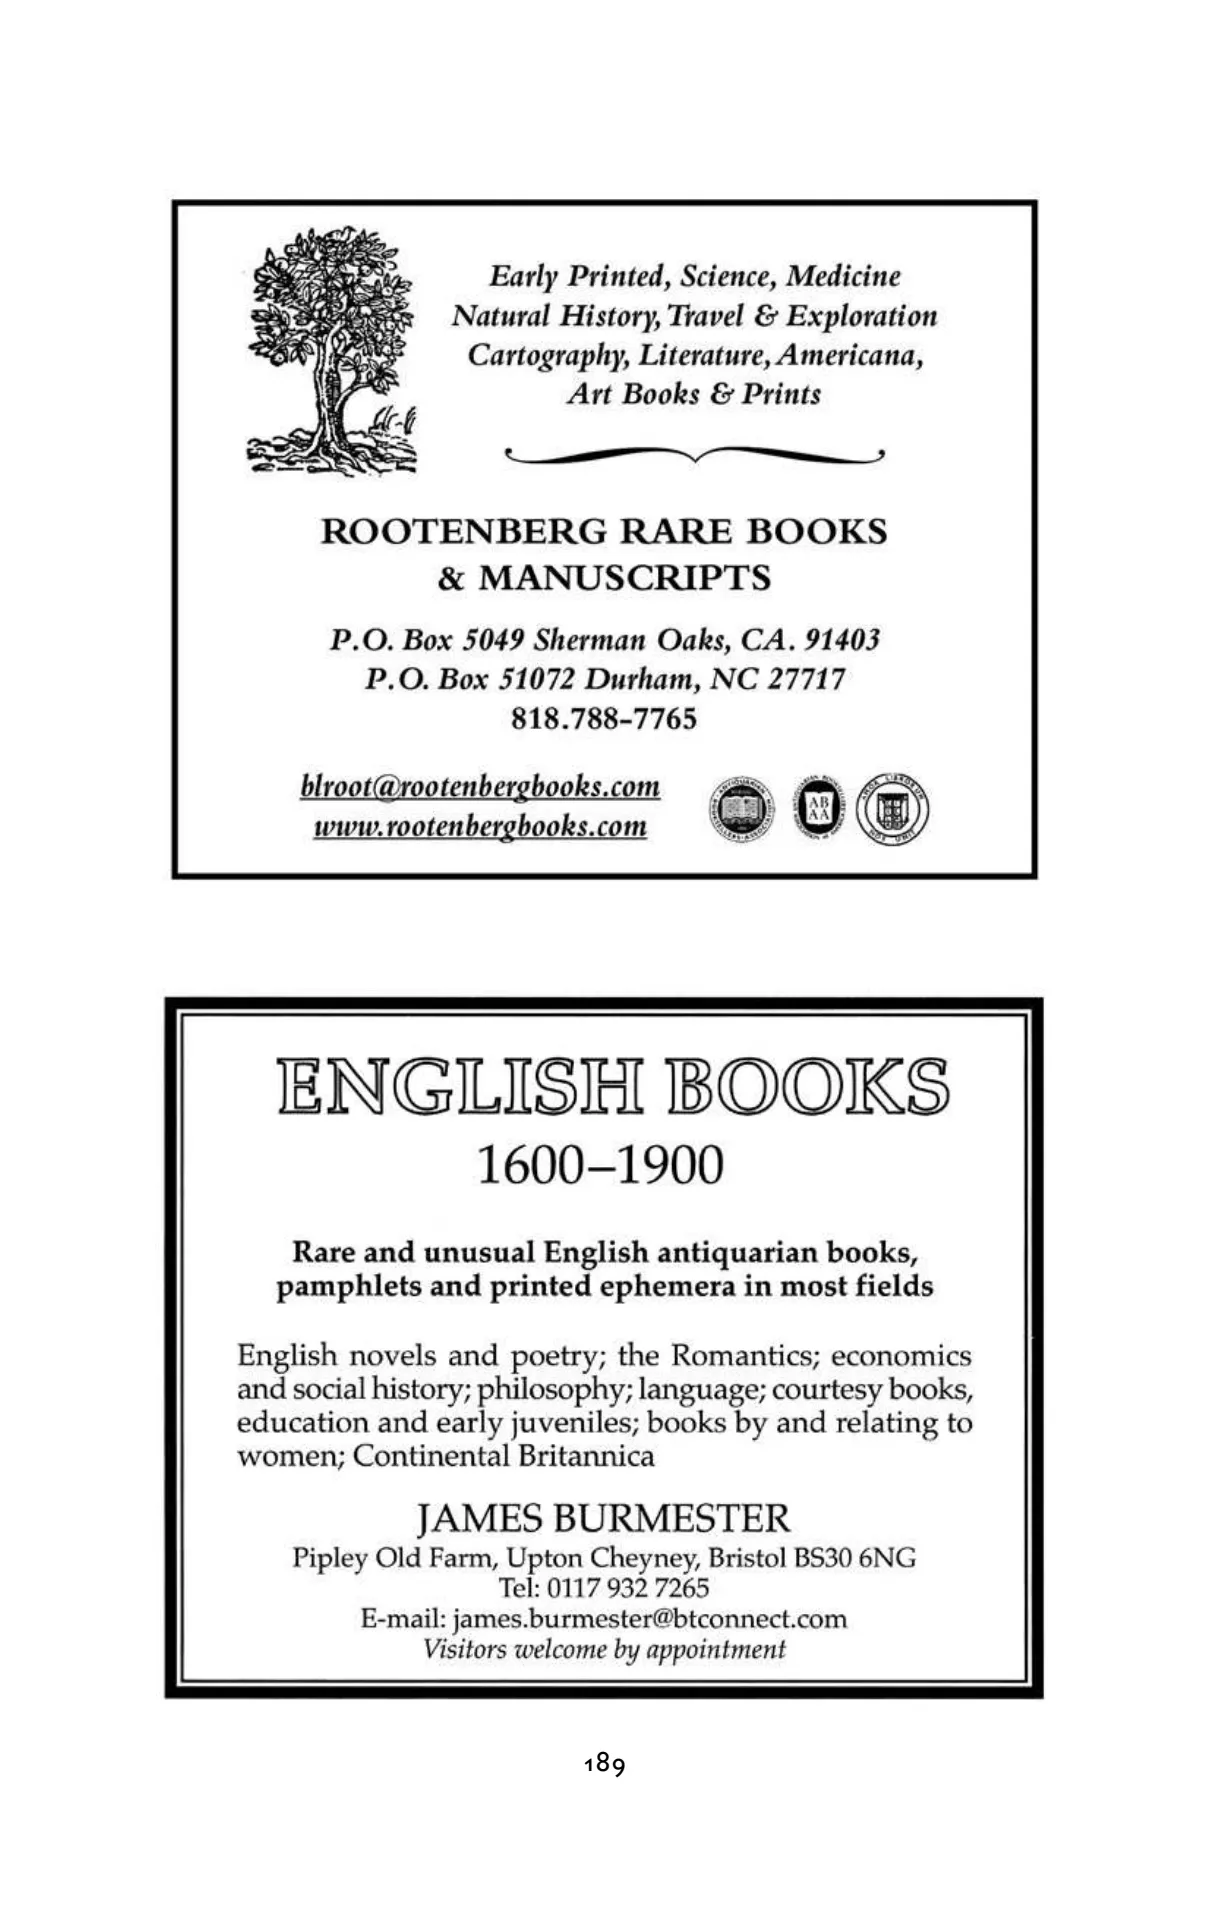 Early Printed, Science, Medicine
Natural History, Travel & Exploration
Cartography, Literature, Americana,
Art Books & Prints
ROOTENBERG RARE BOOKS
& MANUSCRIPTS
P.O. Box 5049 Sherman Oaks, CA. 91403
P.O. Box 51072 Durham, NC 27717
818.788-7765
blroot@rootenbergbooks.com
www.rootenbergbooks.com
AB
AA
ENGLISH BOOKS
1600–1900
Rare and unusual English antiquarian books,
pamphlets and printed ephemera in most fields
English novels and poetry; the Romantics; economics
and social history; philosophy; language; courtesy books,
education and early juveniles; books by and relating to
women; Continental Britannica
JAMES BURMESTER
Pipley Old Farm, Upton Cheyney, Bristol BS30 6NG
Tel: 0117 932 7265
E-mail: james.burmester@btconnect.com
Visitors welcome by appointment
189